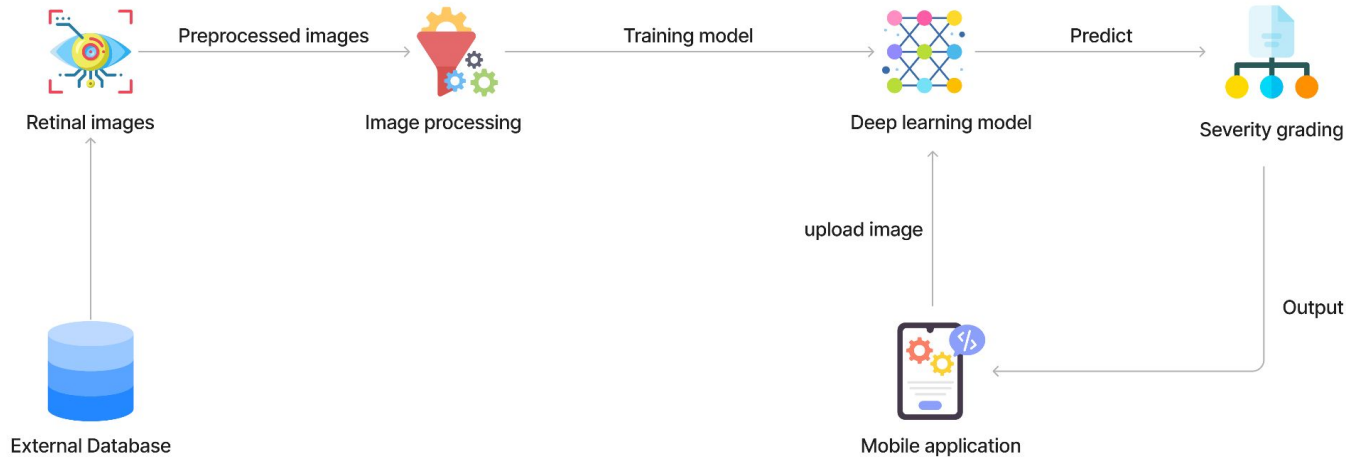 Preprocessed images
Training model
Predict
Retinal images
Image processing
Deep learning model
Severity grading
upload image
Output
</>
External Database
Mobile application